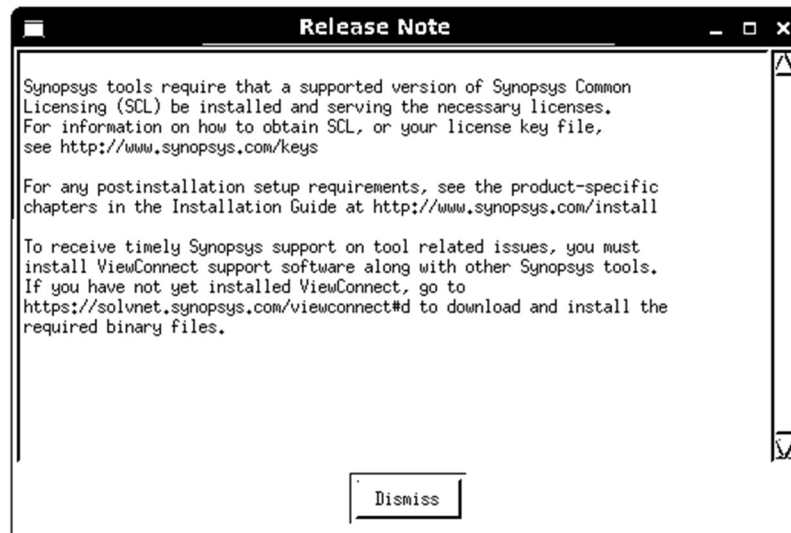 Release Note
Synopsys tools require that a supported version of Synopsys Common
Licensing (SCL) be installed and serving the necessary licenses.
For information on how to obtain SCL, or your license key file,
see http://www.synopsys.com/keys
For any postinstallation setup requirements, see the product-specific
chapters in the Installation Guide at http://www.synopsys.com/install
To receive timely Synopsys support on tool related issues, you must
install ViewConnect support software along with other Synopsys tools.
If you have not yet installed ViewConnect, go to
https://solvnet.synopsys.com/viewconnect#d to download and install the
required binary files.
Dismiss